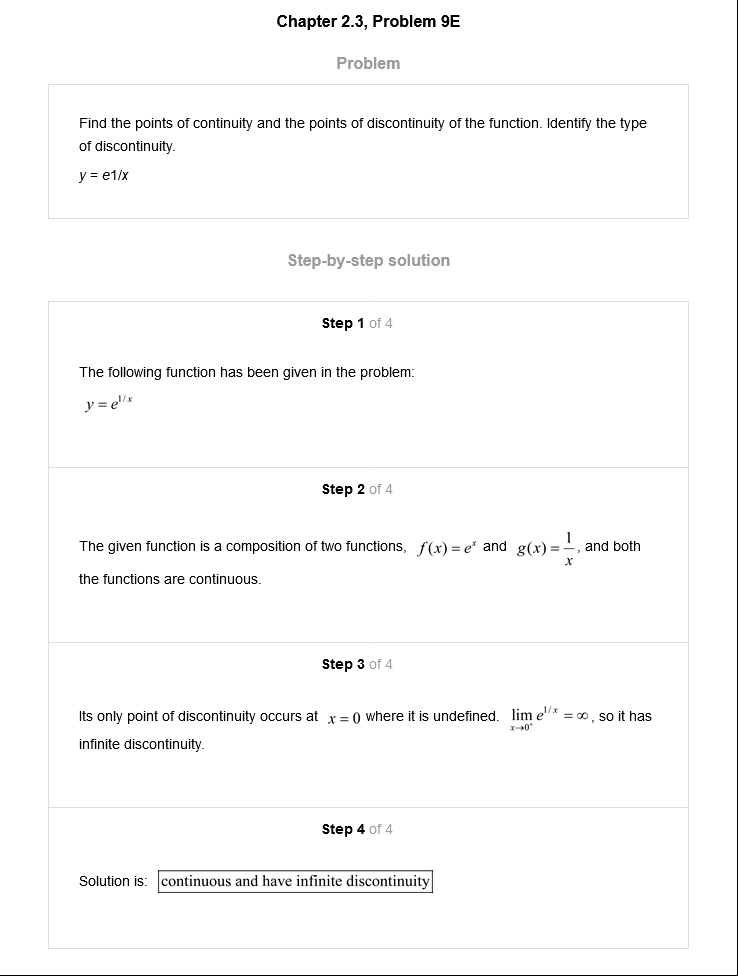 Chapter 2.3, Problem 9E
Problem
Find the points of continuity and the points of discontinuity of the function. Identify the type
of discontinuity.
y = e1/x
Step-by-step solution
Step 1 of 4
The following function has been given in the problem:
y = e^{1/x}
Step 2 of 4
The given function is a composition of two functions, f(x) = e^x and g(x) = \frac{1}{x}, and both
the functions are continuous.
Step 3 of 4
Its only point of discontinuity occurs at x = 0 where it is undefined. \lim_{x→0^+} e^{1/x} = ∞, so it has
infinite discontinuity.
Step 4 of 4
Solution is: continuous and have infinite discontinuity